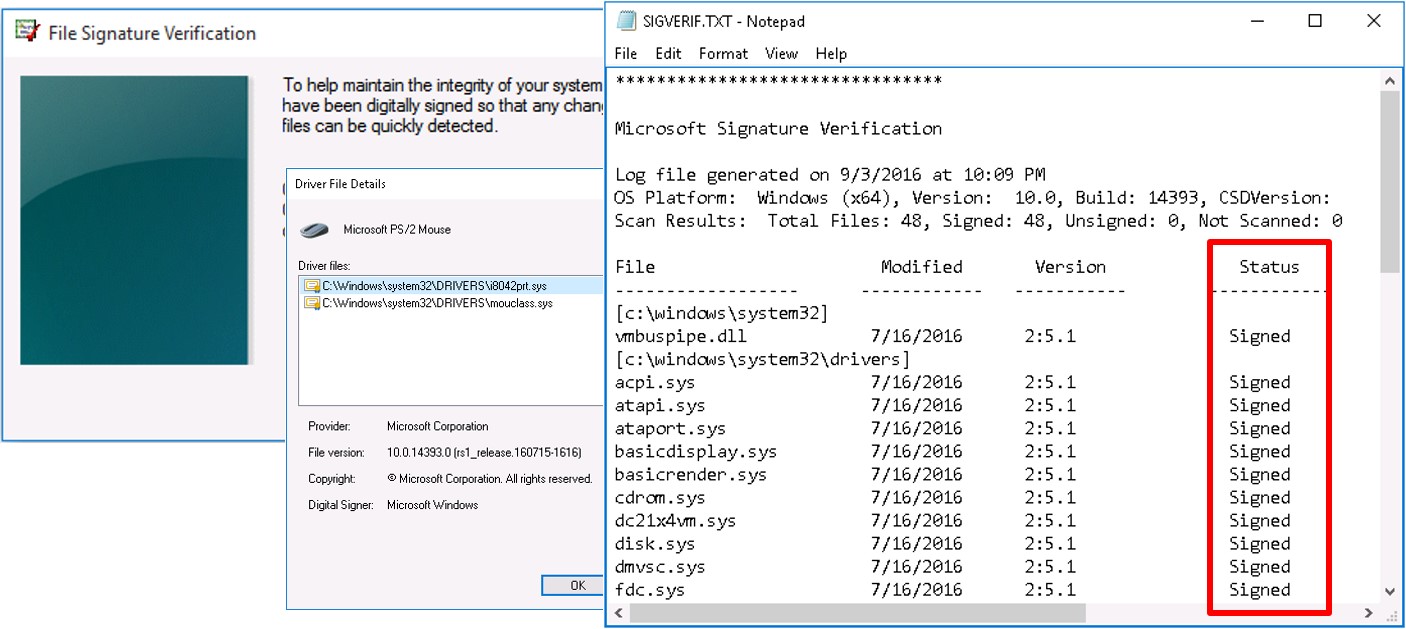 File Signature Verification
To help maintain the integrity of your system
have been digitally signed so that any chan
files can be quickly detected.
Driver File Details
Microsoft PS/2 Mouse
Driver files:
C:\Windows\system32\DRIVERS\i8042prt.sys
C:\Windows\system32\DRIVERS\mouclass.sys
Provider: Microsoft Corporation
File version: 10.0.14393.0 (rs1_release.160715-1616)
Copyright: © Microsoft Corporation. All rights reserved.
Digital Signer: Microsoft Windows
OK
SIGVERIF.TXT - Notepad
File Edit Format View Help
********************************
Microsoft Signature Verification
Log file generated on 9/3/2016 at 10:09 PM
OS Platform: Windows (x64), Version: 10.0, Build: 14393, CSDVersion:
Scan Results: Total Files: 48, Signed: 48, Unsigned: 0, Not Scanned: 0
File Modified Version Status
------------------ ------------ ----------- ------------
[c:\windows\system32]
vmbuspipe.dll 7/16/2016 2:5.1 Signed
[c:\windows\system32\drivers]
acpi.sys 7/16/2016 2:5.1 Signed
atapi.sys 7/16/2016 2:5.1 Signed
ataport.sys 7/16/2016 2:5.1 Signed
basicdisplay.sys 7/16/2016 2:5.1 Signed
basicrender.sys 7/16/2016 2:5.1 Signed
cdrom.sys 7/16/2016 2:5.1 Signed
dc21x4vm.sys 7/16/2016 2:5.1 Signed
disk.sys 7/16/2016 2:5.1 Signed
dmvsc.sys 7/16/2016 2:5.1 Signed
fdc.sys 7/16/2016 2:5.1 Signed